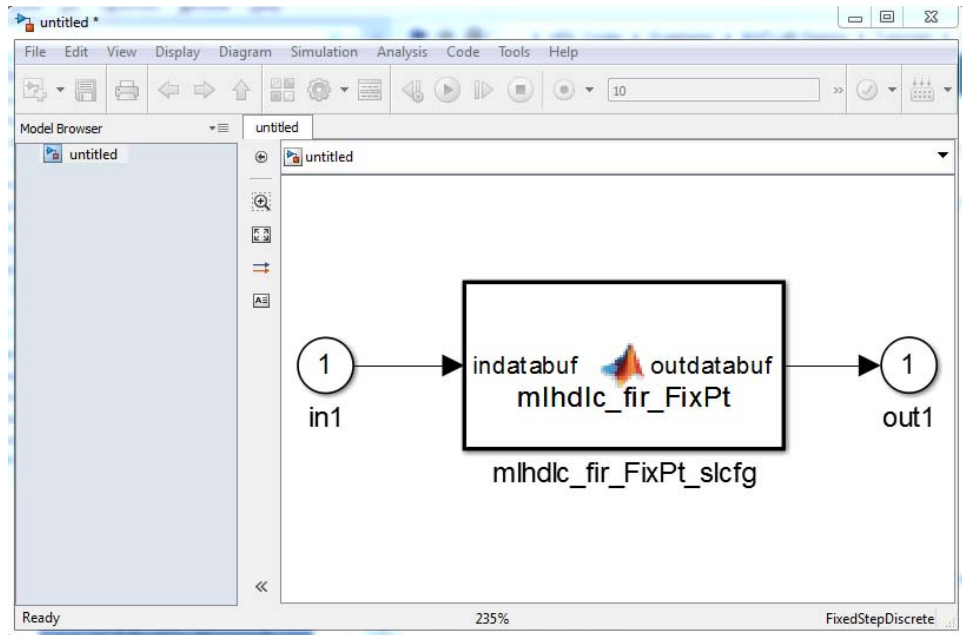 untitled *
File Edit View Display Diagram Simulation Analysis Code Tools Help
10 »
Model Browser
untitled
untitled
untitled
1
in1
indatabuf outdatabuf
mlhdlc_fir_FixPt
mlhdlc_fir_FixPt_slcfg
1
out1
Ready 235% FixedStepDiscrete